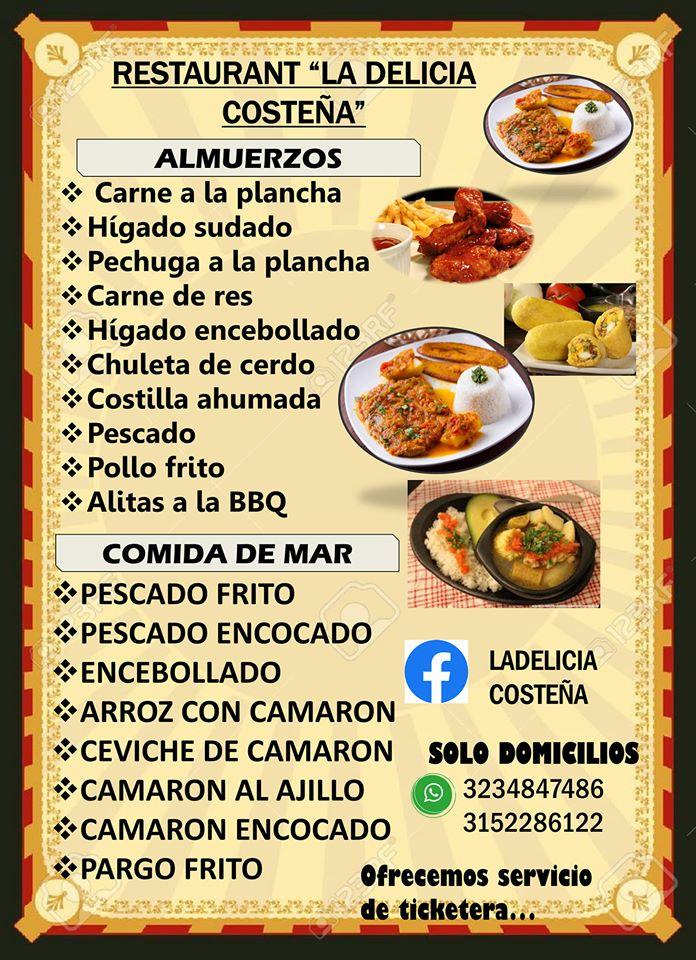 RESTAURANT “LA DELICIA
COSTEÑA”
ALMUERZOS
❖ Carne a la plancha
❖Hígado sudado
❖Pechuga a la plancha
❖Carne de res
❖Hígado encebollado
❖Chuleta de cerdo
❖Costilla ahumada
❖Pescado
❖Pollo frito
❖Alitas a la BBQ
COMIDA DE MAR
❖PESCADO FRITO
❖PESCADO ENCOCADO
❖ENCEBOLLADO
❖ARROZ CON CAMARON
❖CEVICHE DE CAMARON
❖CAMARON AL AJILLO
❖CAMARON ENCOCADO
❖PARGO FRITO
LADELICIA
COSTEÑA
SOLO DOMICILIOS
3234847486
3152286122
Ofrecemos servicio
de ticketera...